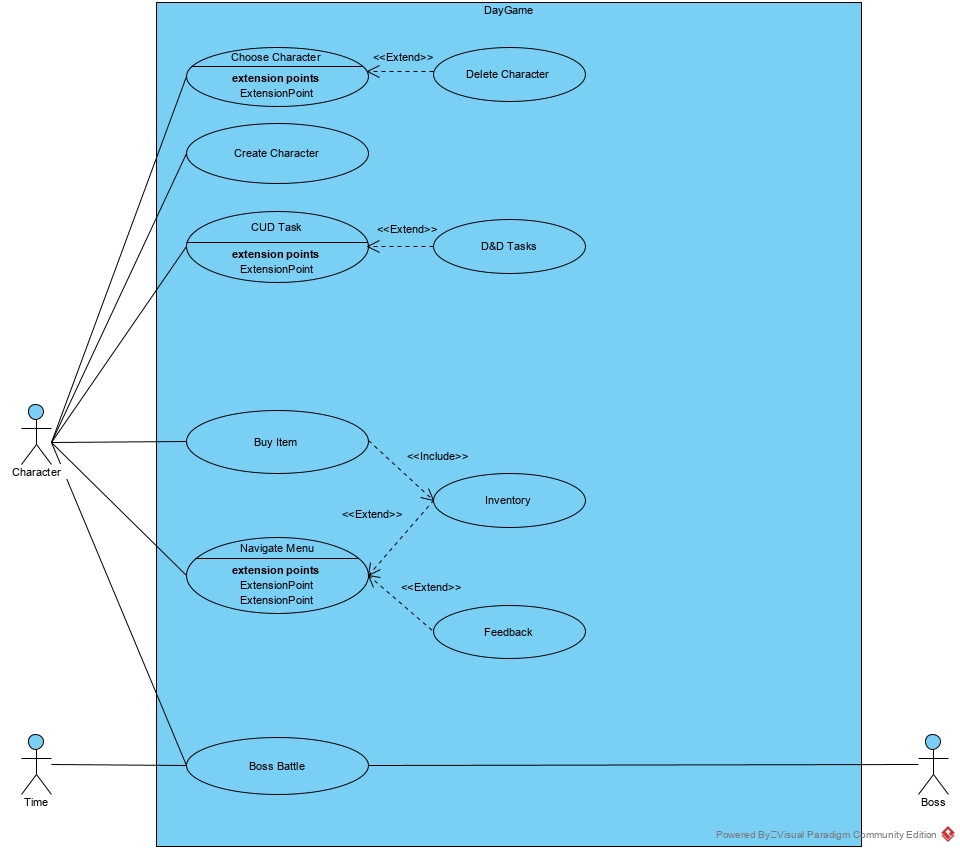 DayGame
Choose Character
extension points
ExtensionPoint
<<Extend>>
Delete Character
Create Character
CUD Task
extension points
ExtensionPoint
<<Extend>>
D&D Tasks
Character
Buy Item
<<Include>>
Inventory
<<Extend>>
Navigate Menu
extension points
ExtensionPoint
ExtensionPoint
<<Extend>>
Feedback
Time
Boss Battle
Boss
Powered By Visual Paradigm Community Edition